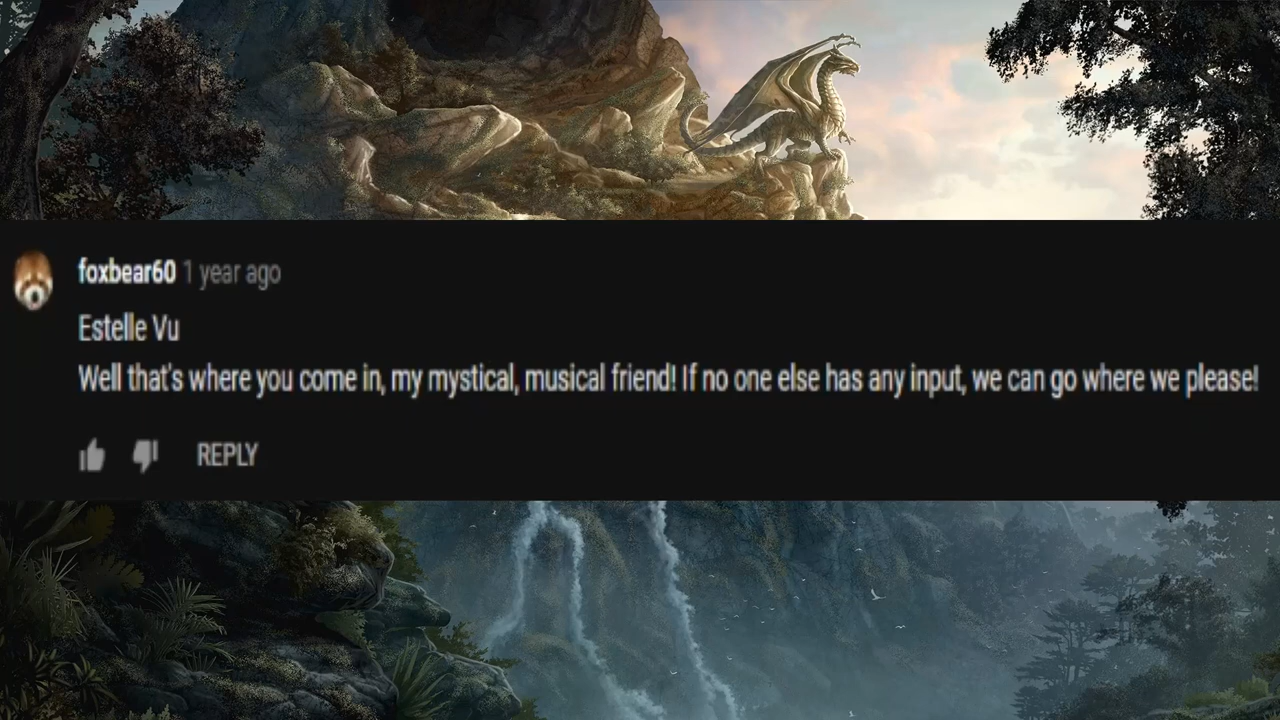 foxbear60 1 year ago
Estelle Vu
Well that's where you come in, my mystical, musical friend! If no one else has any input, we can go where we please!
REPLY